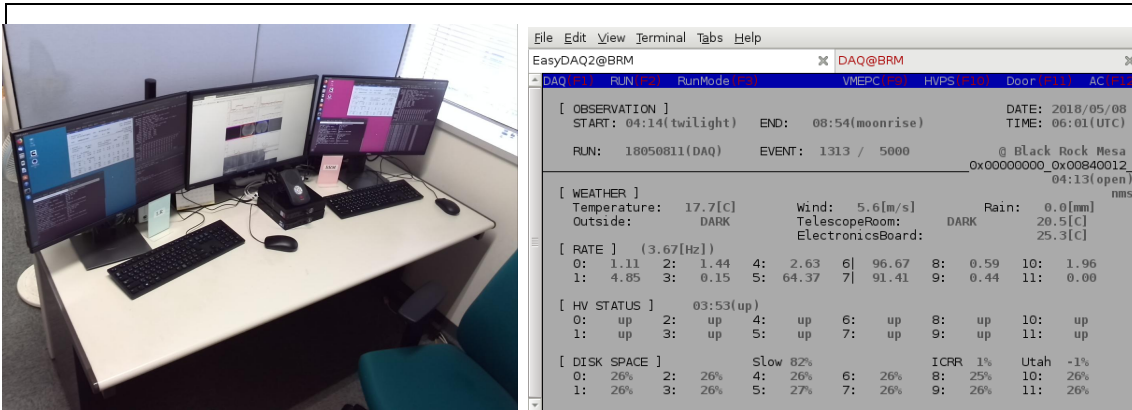 File Edit View Terminal Tabs Help
EasyDAQ2@BRM DAQ@BRM
DAQ(F1) RUN(F2) RunMode(F3) VMEPC(F9) HVPS(F10) Door(F11) AC(F12
[ OBSERVATION ] DATE: 2018/05/08
START: 04:14(twilight) END: 08:54(moonrise) TIME: 06:01(UTC)
RUN: 18050811(DAQ) EVENT: 1313 / 5000 @ Black Rock Mesa
0x00000000_0x00840012
04:13(open)
[ WEATHER ] nms
Temperature: 17.7[C] Wind: 5.6[m/s] Rain: 0.0[mm]
Outside: DARK TelescopeRoom: DARK 20.5[C]
ElectronicsBoard: 25.3[C]
[ RATE ] (3.67[Hz])
0: 1.11 2: 1.44 4: 2.63 6| 96.67 8: 0.59 10: 1.96
1: 4.85 3: 0.15 5: 64.37 7| 91.41 9: 0.44 11: 0.00
[ HV STATUS ] 03:53(up)
0: up 2: up 4: up 6: up 8: up 10: up
1: up 3: up 5: up 7: up 9: up 11: up
[ DISK SPACE ] Slow 82% ICRR 1% Utah -1%
0: 26% 2: 26% 4: 26% 6: 26% 8: 25% 10: 26%
1: 26% 3: 26% 5: 27% 7: 26% 9: 26% 11: 26%